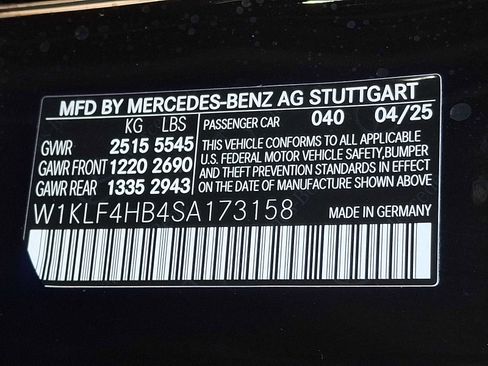 MFD BY MERCEDES-BENZ AG STUTTGART
KG LBS
GVWR 2515 5545
GAWR FRONT 1220 2690
GAWR REAR 1335 2943
PASSENGER CAR 040 04/25
THIS VEHICLE CONFORMS TO ALL APPLICABLE
U.S. FEDERAL MOTOR VEHICLE SAFETY,BUMPER
AND THEFT PREVENTION STANDARDS IN EFFECT
ON DATE OF MANUFACTURE SHOWN ABOVE.
W1KLF4HB4SA173158 MADE IN GERMANY